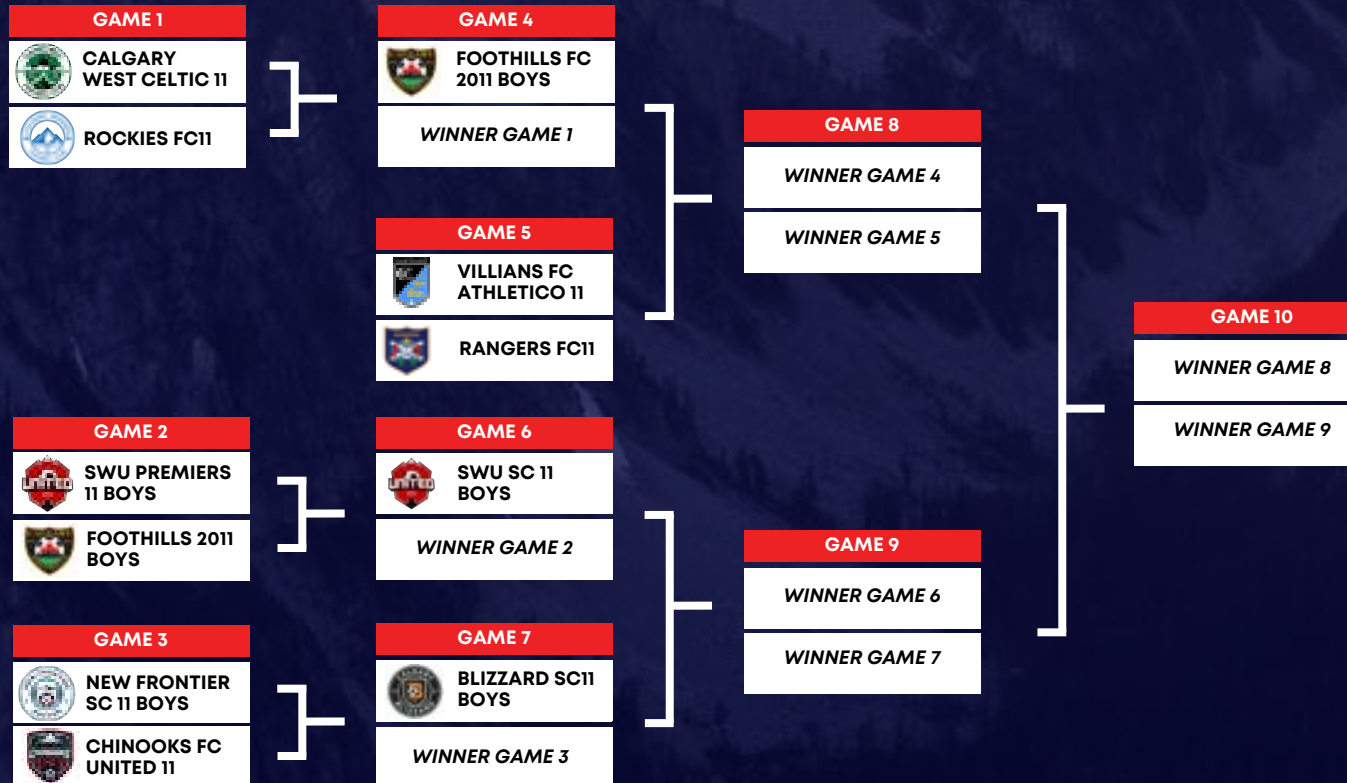 GAME 1
CALGARY
WEST CELTIC 11
ROCKIES FC11
GAME 2
SWU PREMIERS
11 BOYS
FOOTHILLS 2011
BOYS
GAME 3
NEW FRONTIER
SC 11 BOYS
CHINOOKS FC
UNITED 11
GAME 4
FOOTHILLS FC
2011 BOYS
WINNER GAME 1
GAME 5
VILLIANS FC
ATHLETICO 11
RANGERS FC11
GAME 6
SWU SC 11
BOYS
WINNER GAME 2
GAME 7
BLIZZARD SC11
BOYS
WINNER GAME 3
GAME 8
WINNER GAME 4
WINNER GAME 5
GAME 9
WINNER GAME 6
WINNER GAME 7
GAME 10
WINNER GAME 8
WINNER GAME 9